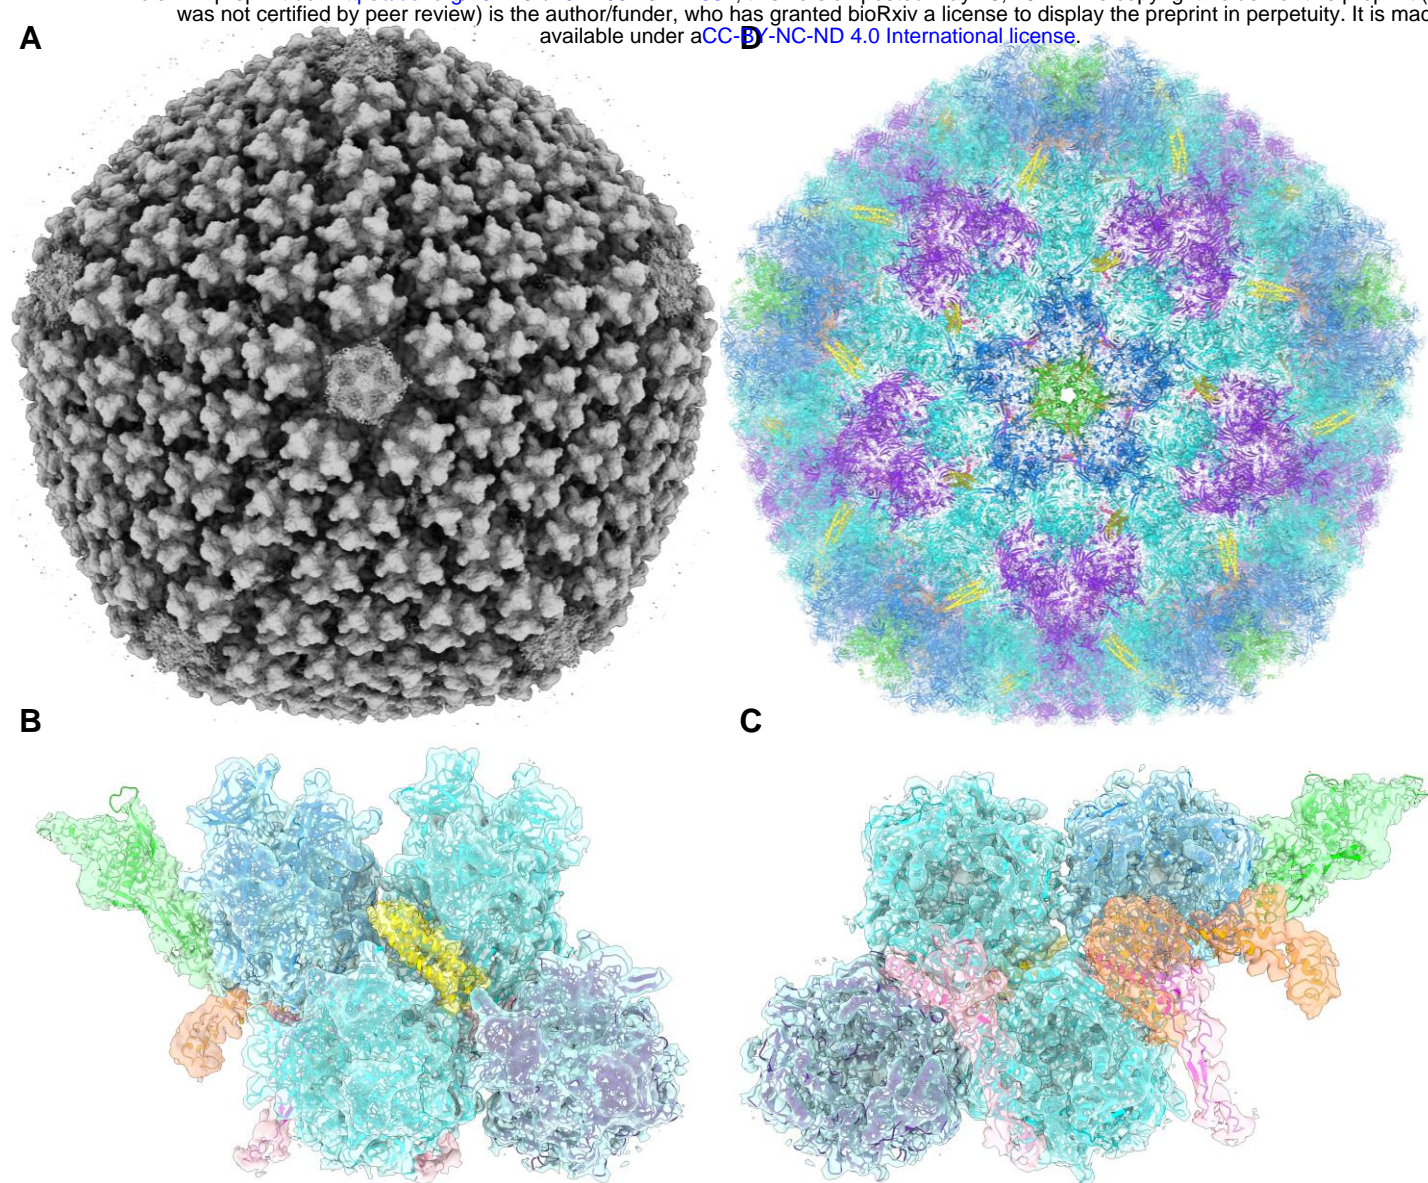 was not certified by peer review) is the author/funder, who has granted bioRxiv a license to display the preprint in perpetuity. It is mad
available under aCC-BY-NC-ND 4.0 International license.
A
D
B
C